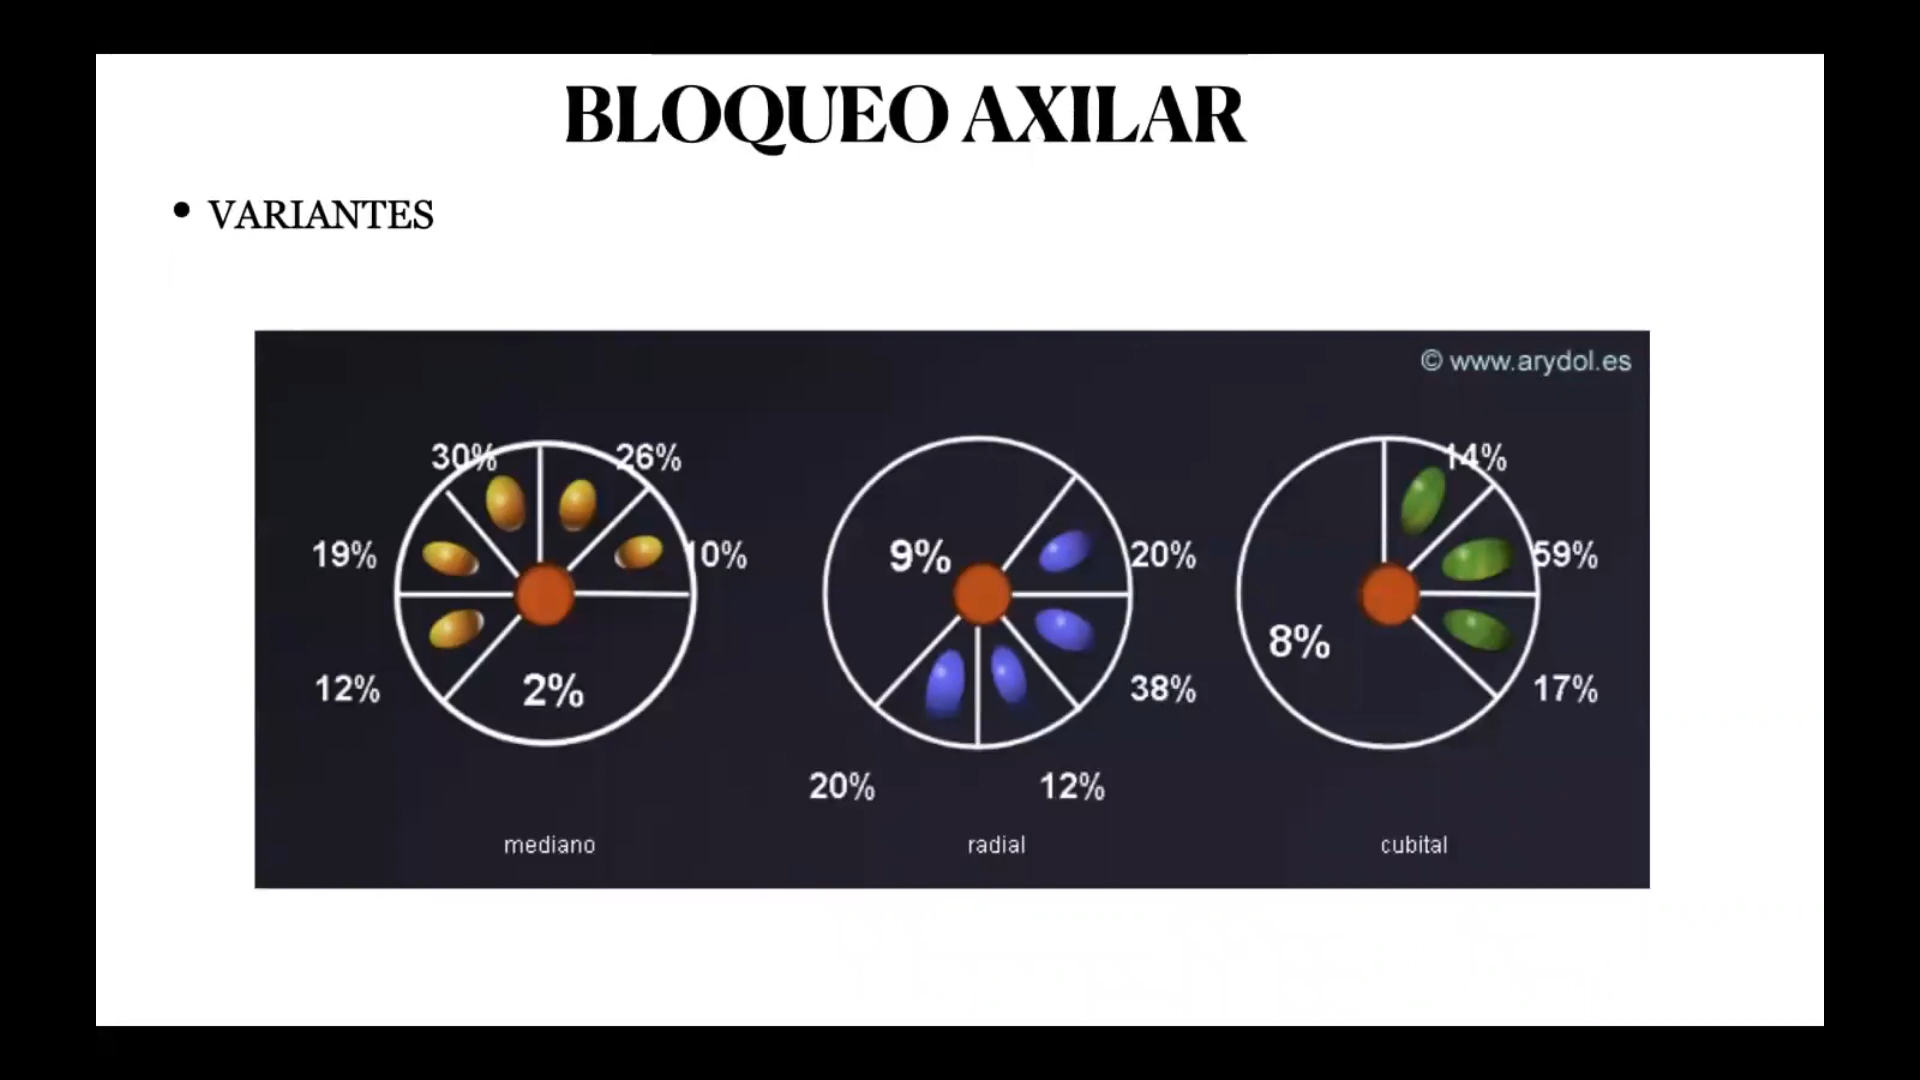 BLOQUEO AXILAR
• VARIANTES
© www.arydol.es
30% 26% 14%
19% 10% 9% 20% 59%
8%
12% 2% 38% 17%
20% 12%
mediano radial cubital